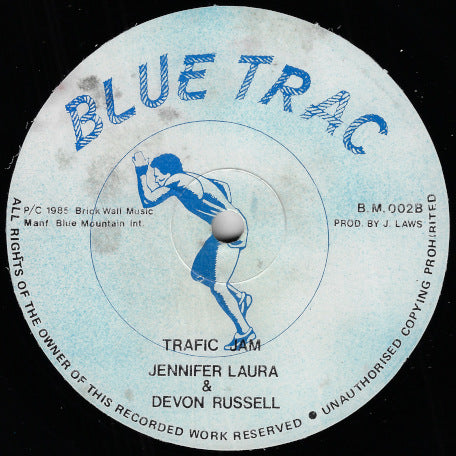 BLUE TRAC
P/C 1985 Brick Wall Music
Manf. Blue Mountain Int.
B.M.002B
PROD. BY J. LAWS
TRAFIC JAM
JENNIFER LAURA
&
DEVON RUSSELL
ALL RIGHTS OF THE OWNER OF THIS RECORDED WORK RESERVED ● UNAUTHORISED COPYING PROHIBITED